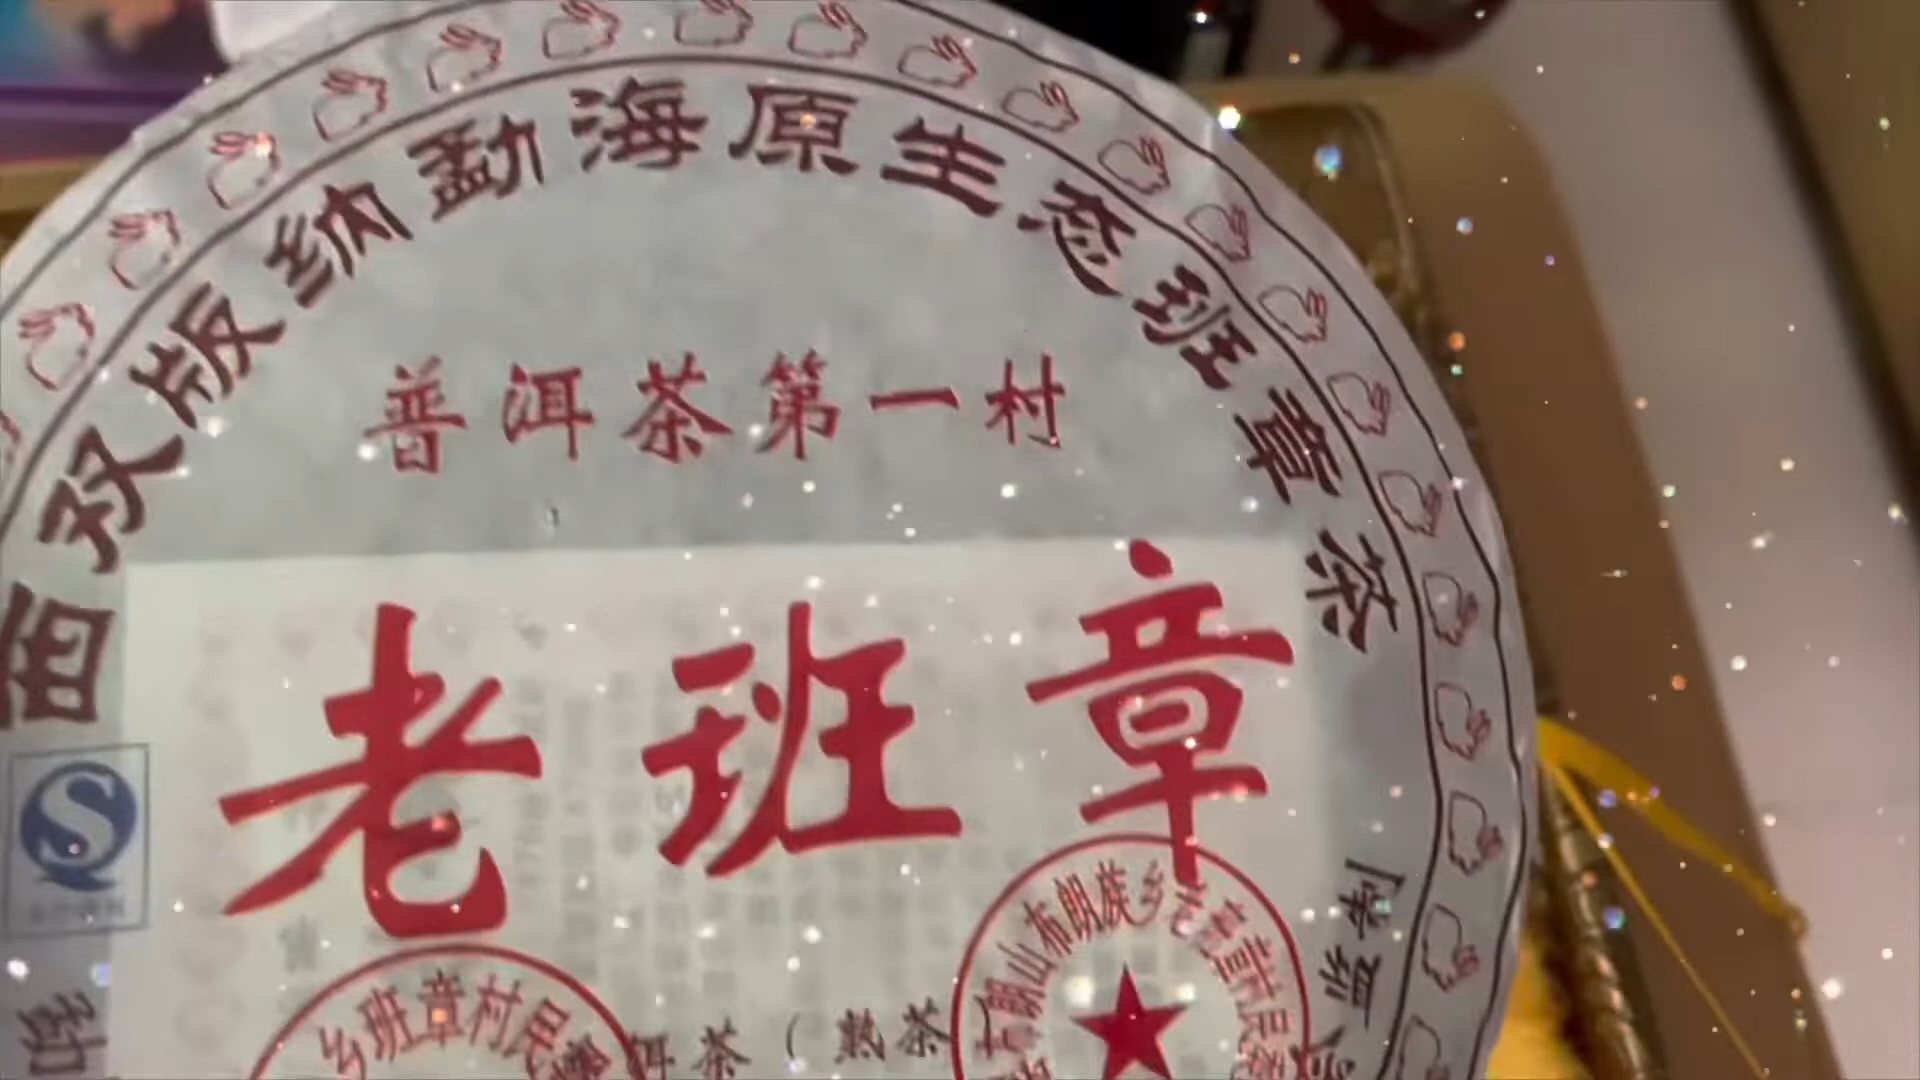 西双版纳勐海原生态班章茶
普洱茶第一村
老班章
乡班章村民
布朗山布朗族乡老班章村民委
洱茶（熟茶